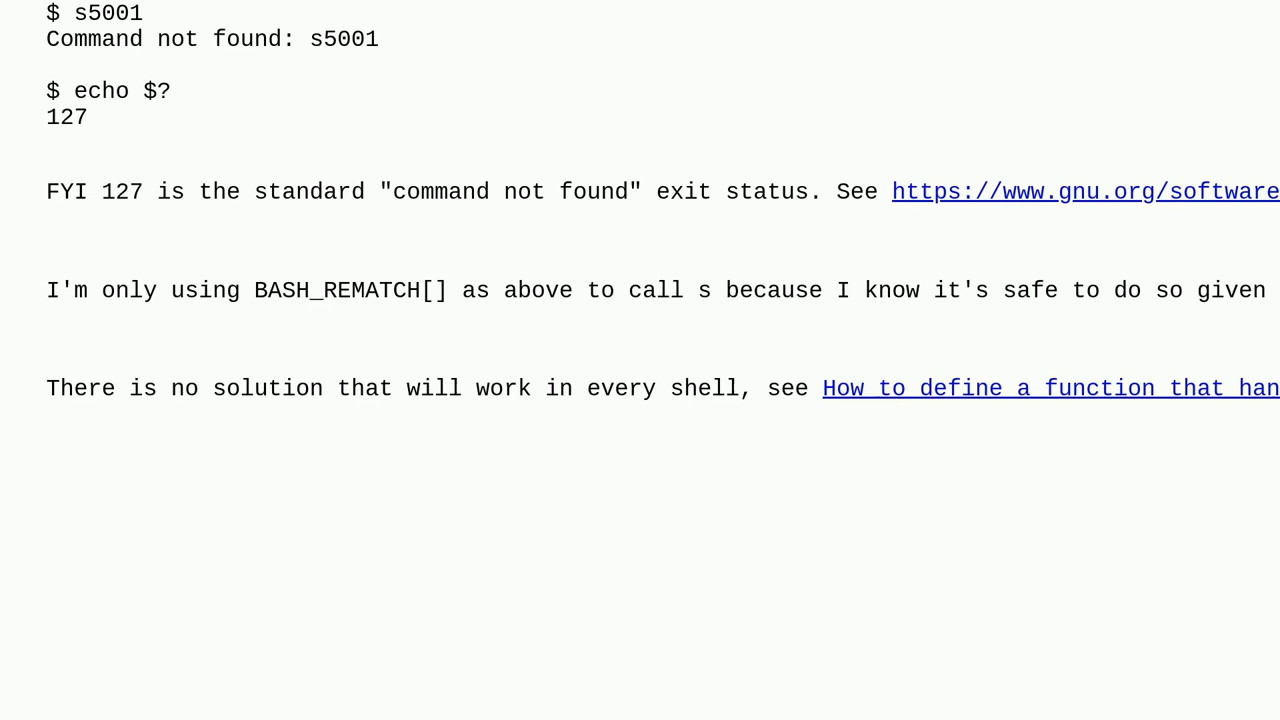 $ s5001
Command not found: s5001
$ echo $?
127
FYI 127 is the standard "command not found" exit status. See https://www.gnu.org/software
I'm only using BASH_REMATCH[] as above to call s because I know it's safe to do so given
There is no solution that will work in every shell, see How to define a function that han